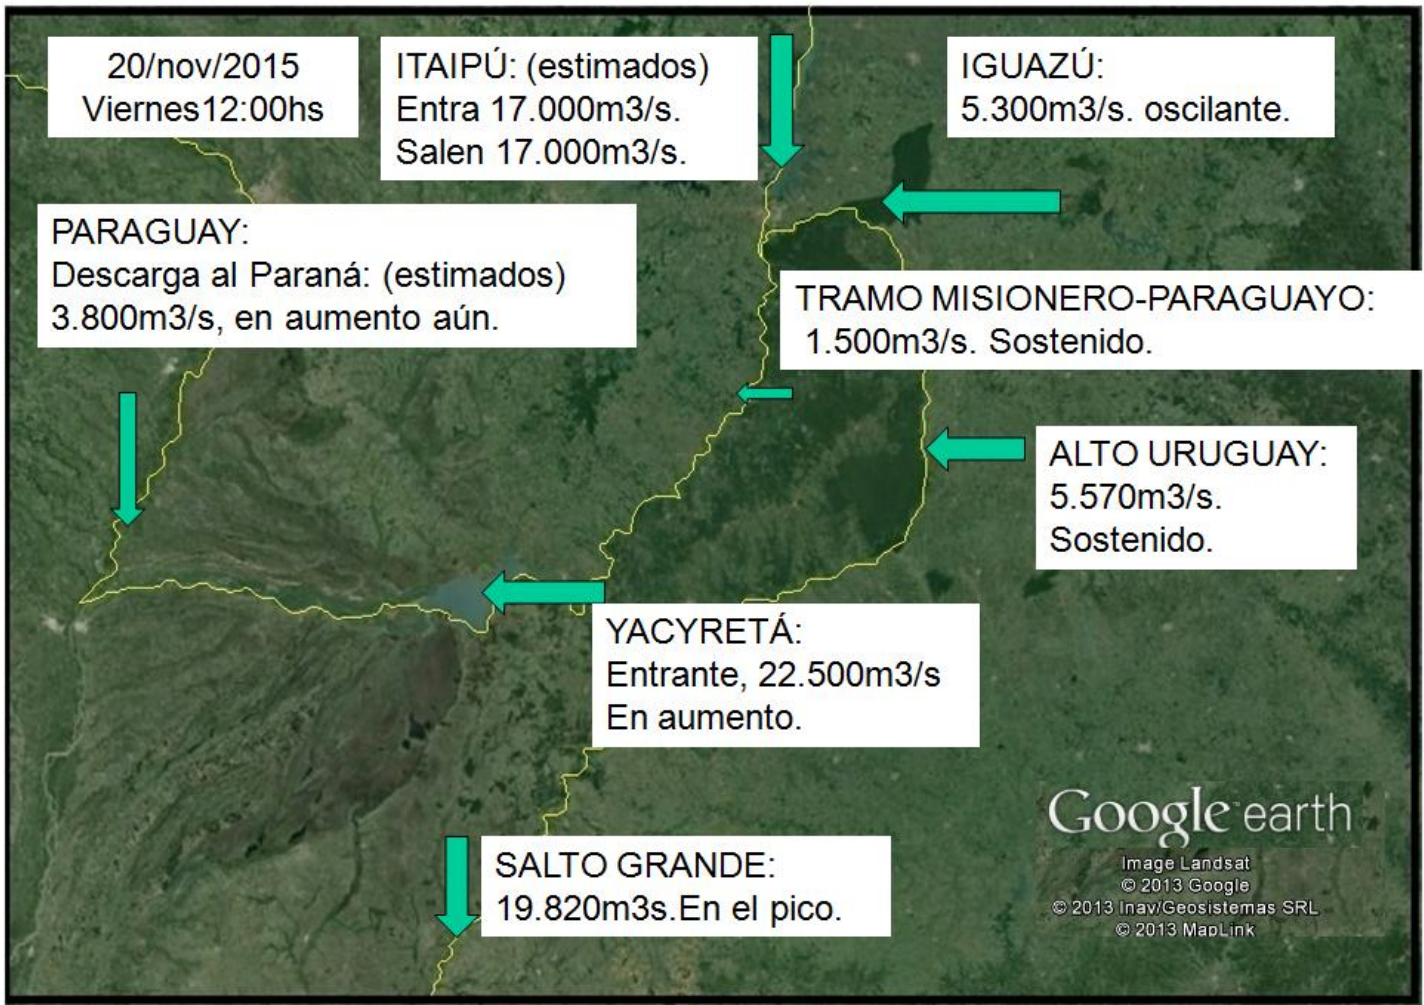 20/nov/2015
Viernes12:00hs
ITAIPÚ: (estimados)
Entra 17.000m3/s.
Salen 17.000m3/s.
IGUAZÚ:
5.300m3/s. oscilante.
PARAGUAY:
Descarga al Paraná: (estimados)
3.800m3/s, en aumento aún.
TRAMO MISIONERO-PARAGUAYO:
1.500m3/s. Sostenido.
ALTO URUGUAY:
5.570m3/s.
Sostenido.
YACYRETÁ:
Entrante, 22.500m3/s
En aumento.
SALTO GRANDE:
19.820m3s.En el pico.
Google earth
Image Landsat
© 2013 Google
© 2013 Inav/Geosistemas SRL
© 2013 MapLink